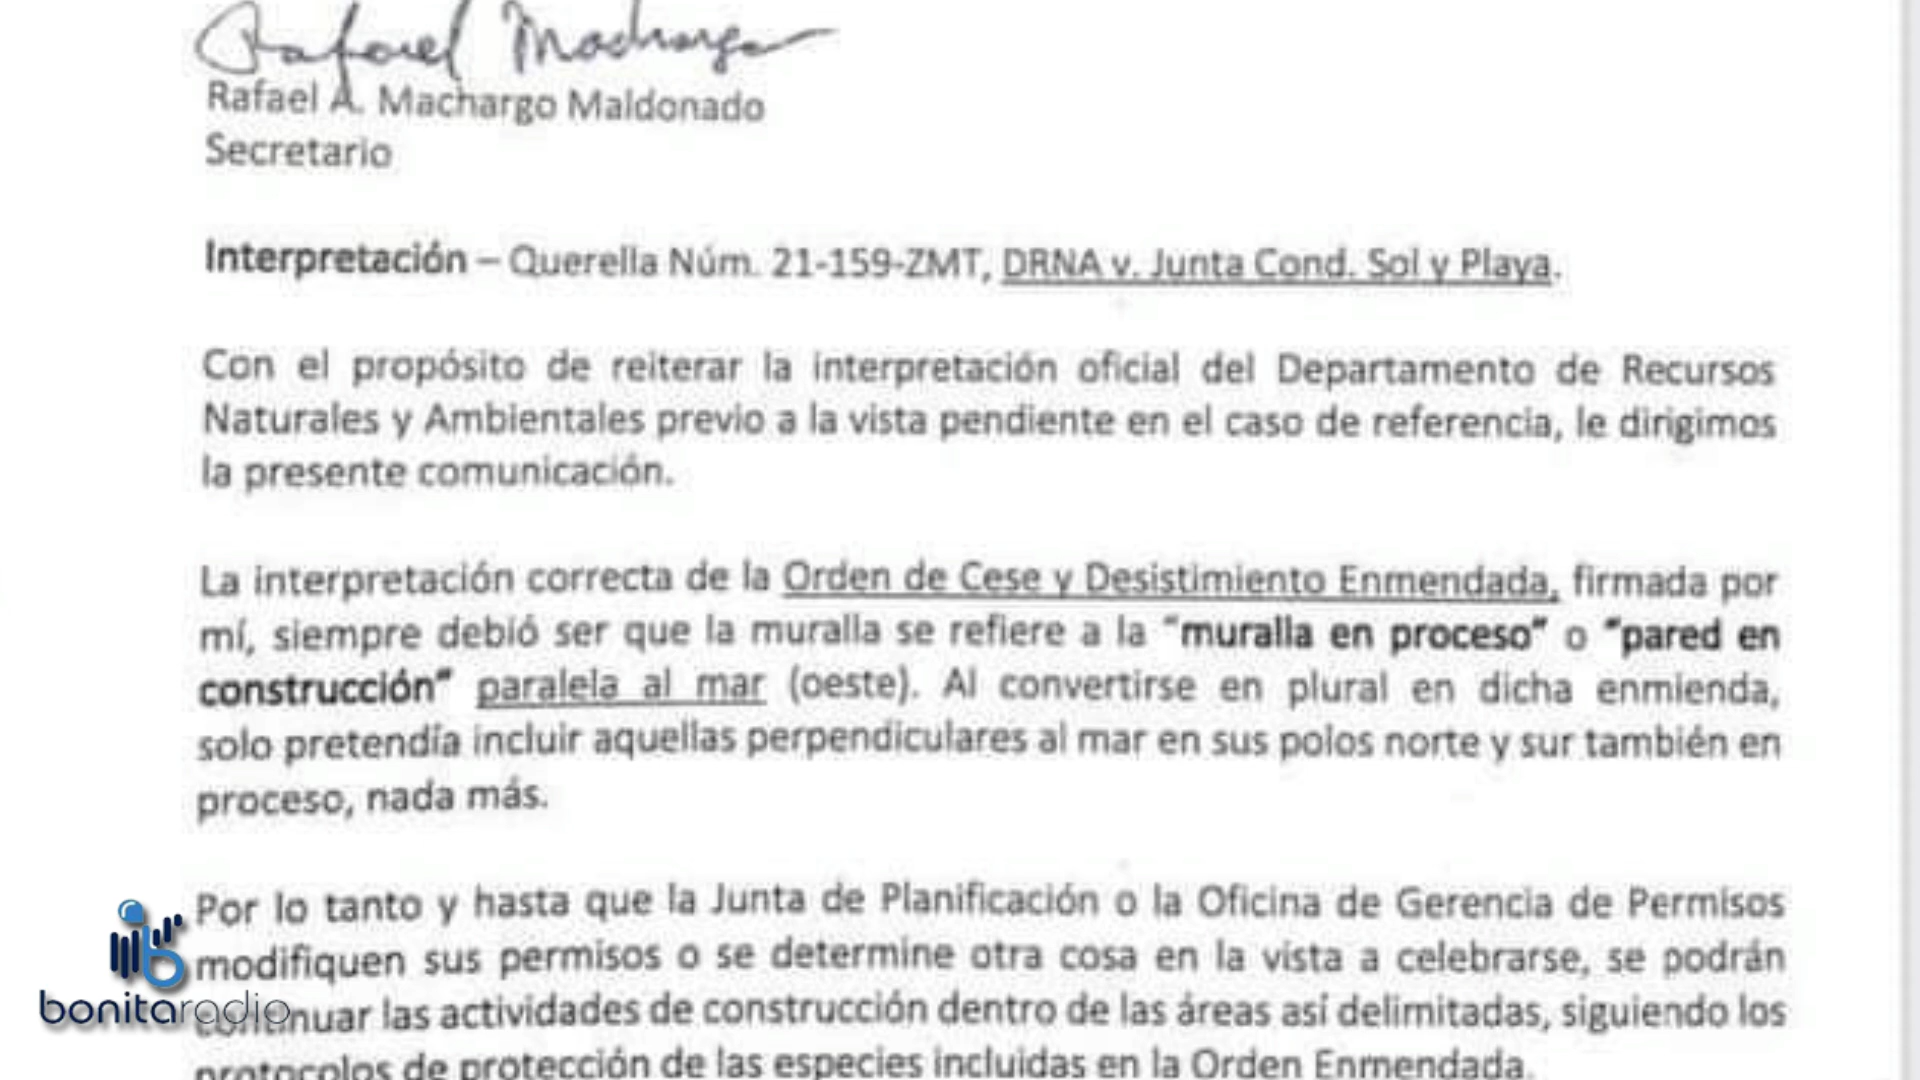 Rafael Machargo
Rafael A. Machargo Maldonado
Secretario
Interpretación – Querella Núm. 21-159-ZMT, DRNA v. Junta Cond. Sol y Playa.
Con el propósito de reiterar la interpretación oficial del Departamento de Recursos
Naturales y Ambientales previo a la vista pendiente en el caso de referencia, le dirigimos
la presente comunicación.
La interpretación correcta de la Orden de Cese y Desistimiento Enmendada, firmada por
mí, siempre debió ser que la muralla se refiere a la "muralla en proceso" o "pared en
construcción" paralela al mar (oeste). Al convertirse en plural en dicha enmienda,
solo pretendía incluir aquellas perpendiculares al mar en sus polos norte y sur también en
proceso, nada más.
Por lo tanto y hasta que la Junta de Planificación o la Oficina de Gerencia de Permisos
modifiquen sus permisos o se determine otra cosa en la vista a celebrarse, se podrán
continuar las actividades de construcción dentro de las áreas así delimitadas, siguiendo los
protocolos de protección de las especies incluidas en la Orden Enmendada.
bonitaradio